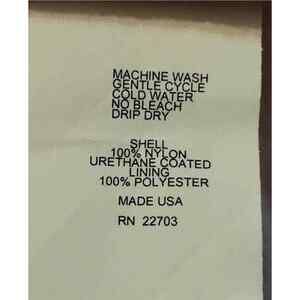 MACHINE WASH
GENTLE CYCLE
COLD WATER
NO BLEACH
DRIP DRY
SHELL
100% NYLON
URETHANE COATED
LINING
100% POLYESTER
MADE USA
RN 22703